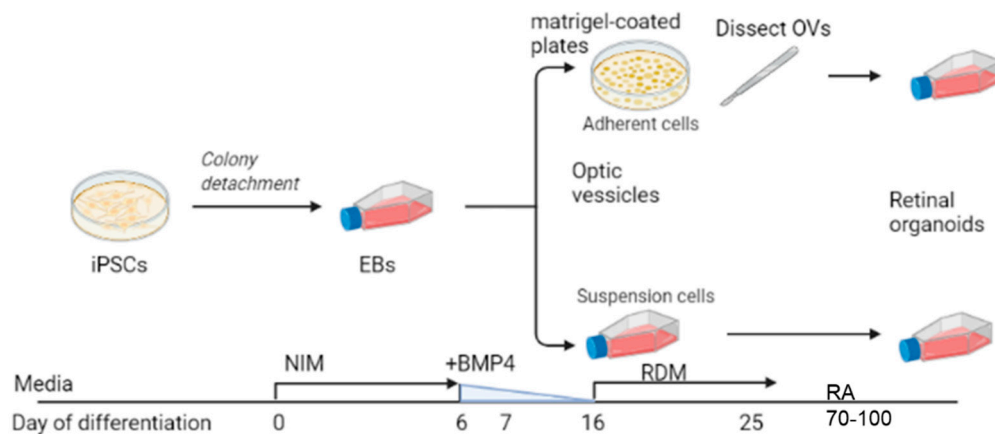 matrigel-coated
plates
Dissect OVs
Adherent cells
Colony
detachment
Optic
vessicles
Retinal
organoids
iPSCs
EBs
Suspension cells
NIM
+BMP4
RDM
Media
RA
Day of differentiation
0
6
7
16
25
70-100